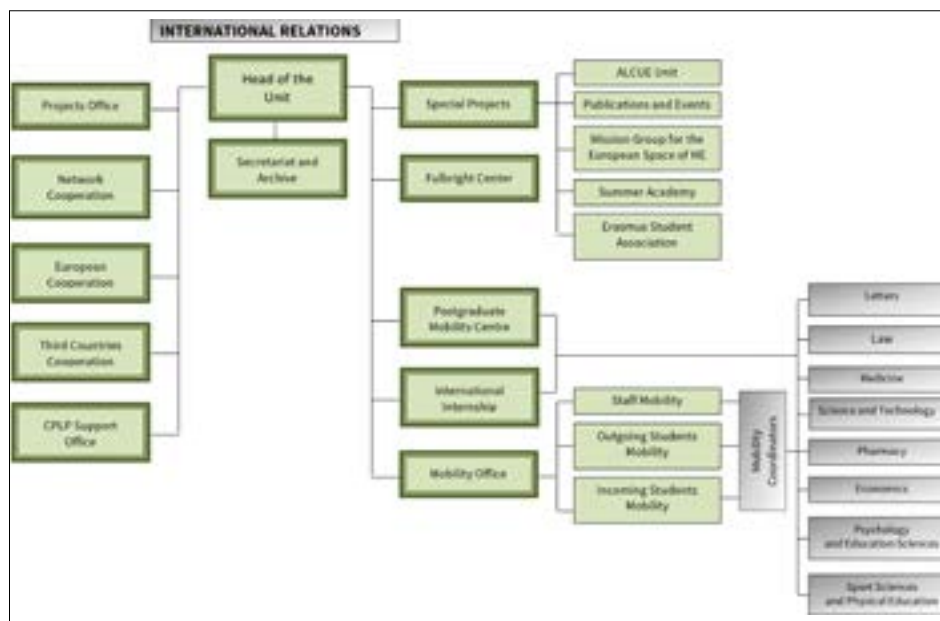 INTERNATIONAL RELATIONS
Head of the
Unit
Secretariat and
Archive
Projects Office
Network
Cooperation
European
Cooperation
Third Countries
Cooperation
CPLP Support
Office
Special Projects
Fulbright Center
ALCUE Unit
Publications and Events
Mission Group for the
European Space of HE
Summer Academy
Erasmus Student
Association
Postgraduate
Mobility Centre
International
Internship
Mobility Office
Staff Mobility
Outgoing Students
Mobility
Incoming Students
Mobility
Mobility
Coordinators
Letters
Law
Medicine
Science and Technology
Pharmacy
Economics
Psychology
and Education Sciences
Sport Sciences
and Physical Education